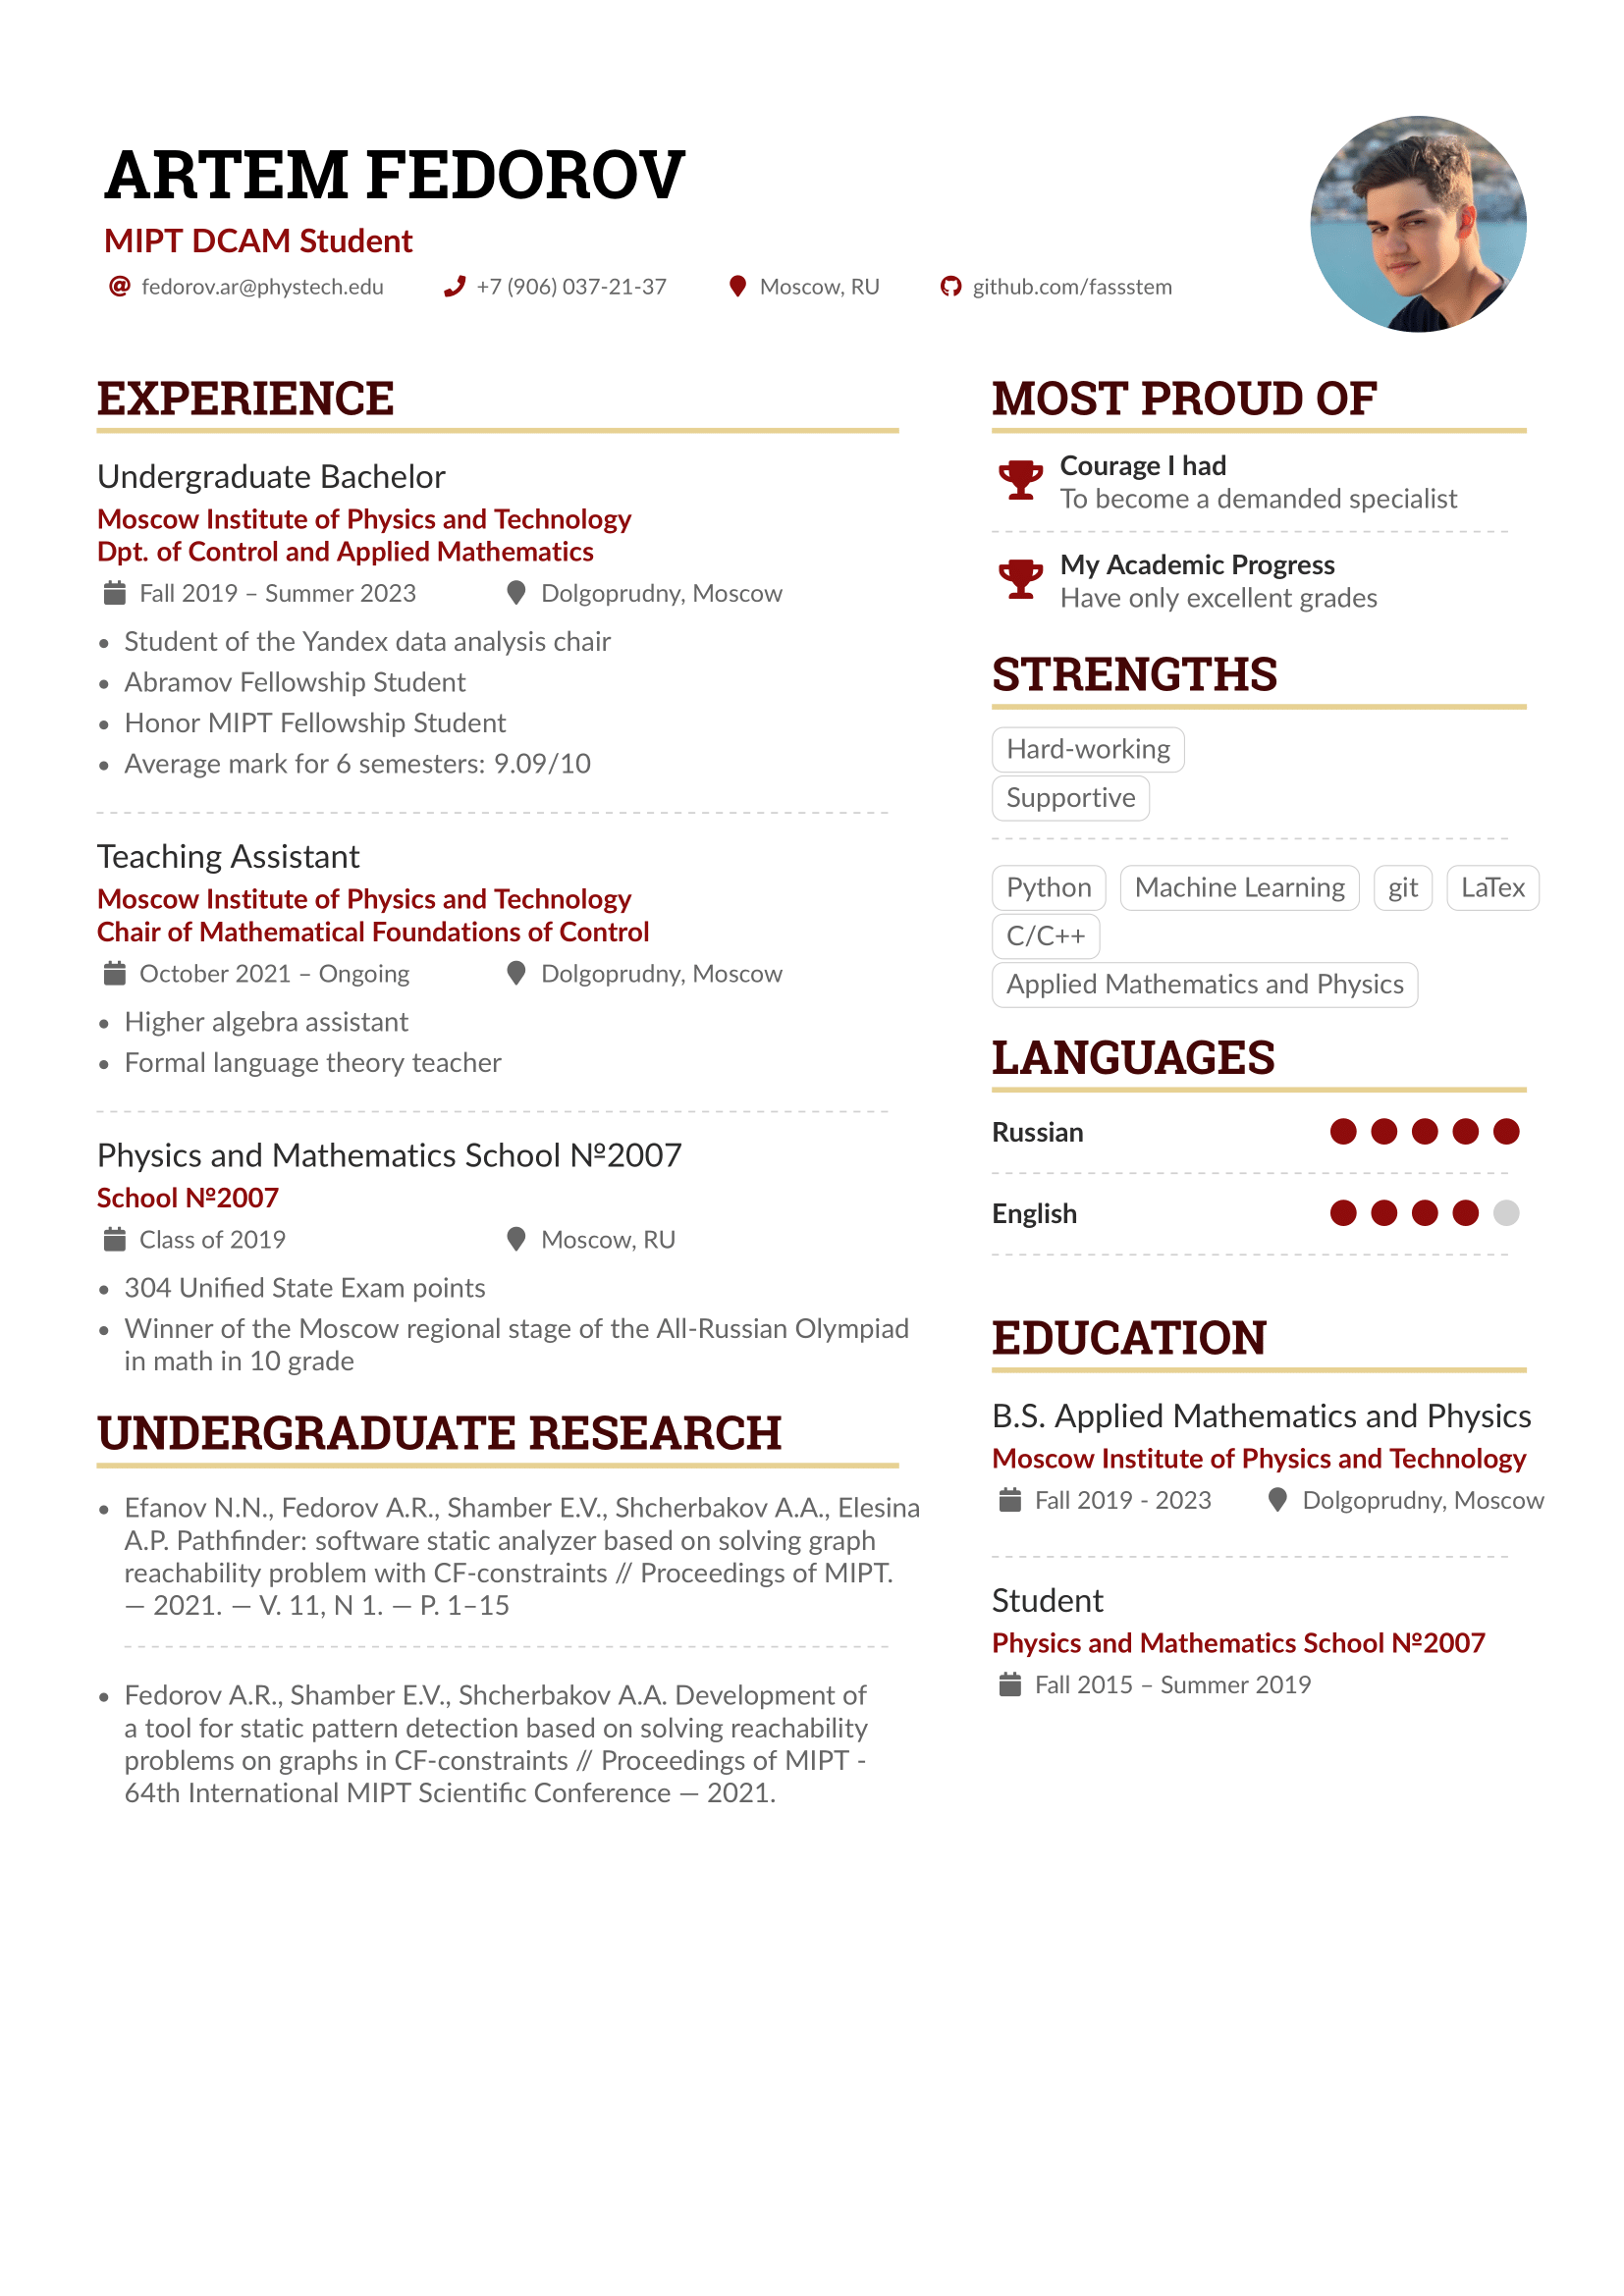 ARTEM FEDOROV
MIPT DCAM Student
fedorov.ar@phystech.edu +7 (906) 037-21-37 Moscow, RU github.com/fassstem
EXPERIENCE
Undergraduate Bachelor
Moscow Institute of Physics and Technology
Dpt. of Control and Applied Mathematics
Fall 2019 – Summer 2023 Dolgoprudny, Moscow
• Student of the Yandex data analysis chair
• Abramov Fellowship Student
• Honor MIPT Fellowship Student
• Average mark for 6 semesters: 9.09/10
Teaching Assistant
Moscow Institute of Physics and Technology
Chair of Mathematical Foundations of Control
October 2021 – Ongoing Dolgoprudny, Moscow
• Higher algebra assistant
• Formal language theory teacher
Physics and Mathematics School №2007
School №2007
Class of 2019 Moscow, RU
• 304 Unified State Exam points
• Winner of the Moscow regional stage of the All-Russian Olympiad
in math in 10 grade
UNDERGRADUATE RESEARCH
• Efanov N.N., Fedorov A.R., Shamber E.V., Shcherbakov A.A., Elesina
A.P. Pathfinder: software static analyzer based on solving graph
reachability problem with CF-constraints // Proceedings of MIPT.
— 2021. — V. 11, N 1. — P. 1–15
• Fedorov A.R., Shamber E.V., Shcherbakov A.A. Development of
a tool for static pattern detection based on solving reachability
problems on graphs in CF-constraints // Proceedings of MIPT -
64th International MIPT Scientific Conference — 2021.
MOST PROUD OF
Courage I had
To become a demanded specialist
My Academic Progress
Have only excellent grades
STRENGTHS
Hard-working
Supportive
Python Machine Learning git LaTex
C/C++
Applied Mathematics and Physics
LANGUAGES
Russian
English
EDUCATION
B.S. Applied Mathematics and Physics
Moscow Institute of Physics and Technology
Fall 2019 - 2023 Dolgoprudny, Moscow
Student
Physics and Mathematics School №2007
Fall 2015 – Summer 2019